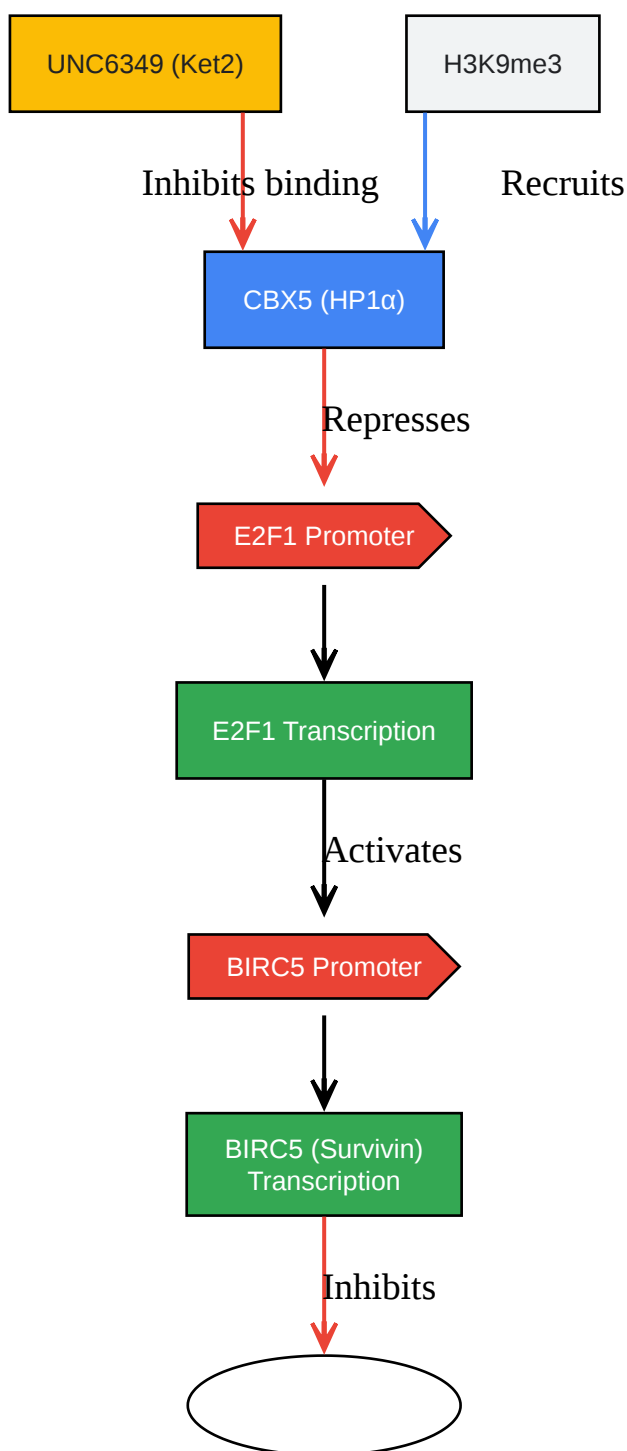 UNC6349 (Ket2)
H3K9me3
Inhibits binding
Recruits
CBX5 (HP1α)
Represses
E2F1 Promoter
E2F1 Transcription
Activates
BIRC5 Promoter
BIRC5 (Survivin)
Transcription
Inhibits